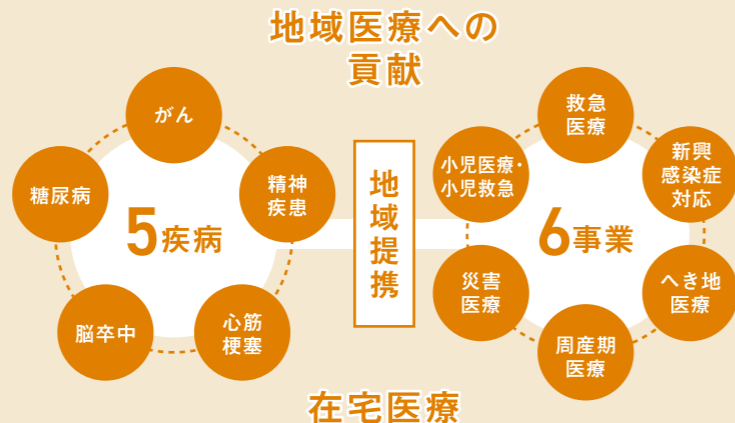 地域医療への
貢献
がん
精神
疾患
心筋
梗塞
脳卒中
糖尿病
5疾病
地域提携
救急
医療
新興
感染症
対応
へき地
医療
周産期
医療
災害
医療
小児医療・
小児救急
6事業
在宅医療